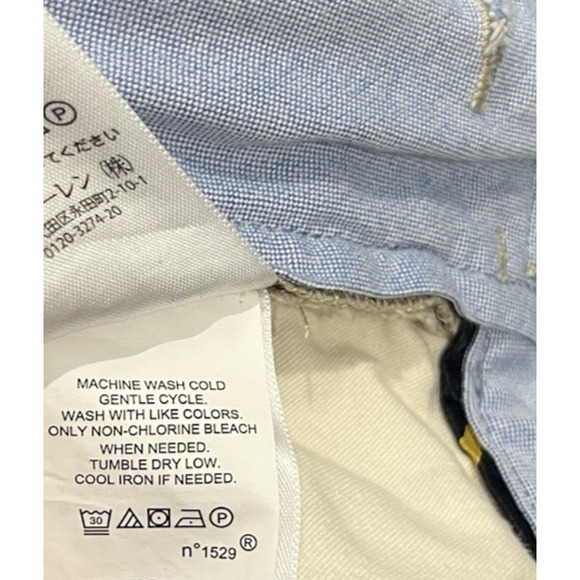 P
てください
ーレン (株)
田区永田町2-10-1
0120-3274-20
MACHINE WASH COLD
GENTLE CYCLE.
WASH WITH LIKE COLORS.
ONLY NON-CHLORINE BLEACH
WHEN NEEDED.
TUMBLE DRY LOW.
COOL IRON IF NEEDED.
30 P
n°1529®